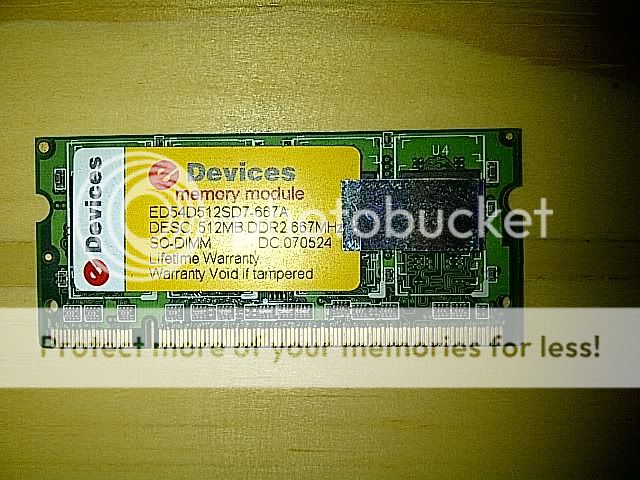 e Devices
e Devices
memory module
ED54D512SD7-667A
DESC. 512MB DDR2 667MHz
SO-DIMM DC:070524
Lifetime Warranty
Warranty Void if tampered
U4
photobucket
Protect more of your memories for less!